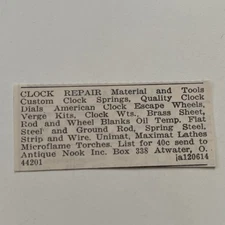 CLOCK REPAIR Material and Tools
Custom Clock Springs, Quality Clock
Dials American Clock Escape Wheels,
Verge Kits, Clock Wts., Brass Sheet,
Rod and Wheel Blanks Oil Temp. Flat
Steel and Ground Rod, Spring Steel,
Strip and Wire. Unimat, Maximat Lathes
Microflame Torches. List for 40c send to
Antique Nook Inc. Box 338 Atwater, O.
44201 ja120614